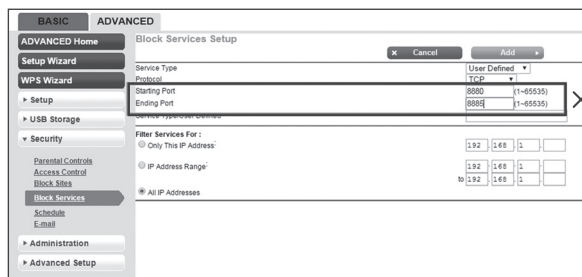 BASIC ADVANCED
ADVANCED Home
Setup Wizard
WPS Wizard
▸ Setup
▸ USB Storage
▾ Security
Parental Controls
Access Control
Block Sites
Block Services
Schedule
E-mail
▸ Administration
▸ Advanced Setup
Block Services Setup
× Cancel Add ▸
Service Type User Defined ▾
Protocol TCP ▾
Starting Port 8880 (1~65535)
Ending Port 8885 (1~65535)
Service Type/User Defined
Filter Services For :
Only This IP Address: 192 . 168 . 1 .
IP Address Range: 192 . 168 . 1 .
to 192 . 168 . 1 .
All IP Addresses